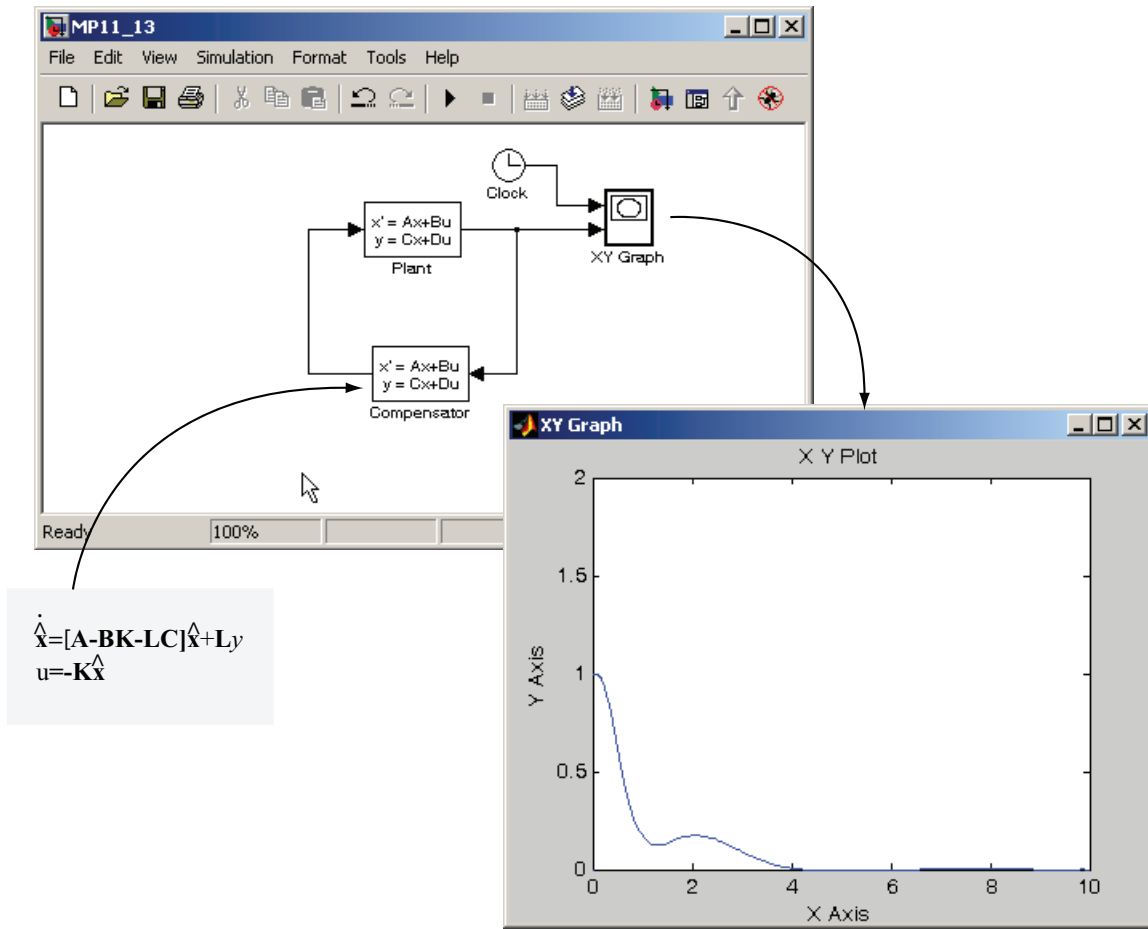 MP11_13
File Edit View Simulation Format Tools Help
Clock
x' = Ax+Bu
y = Cx+Du
Plant
XY Graph
x' = Ax+Bu
y = Cx+Du
Compensator
Ready 100%
XY Graph
X Y Plot
2
1.5
1
0.5
0
Y Axis
0 2 4 6 8 10
X Axis
x̂̇=[A-BK-LC]x̂+Ly
u=-Kx̂